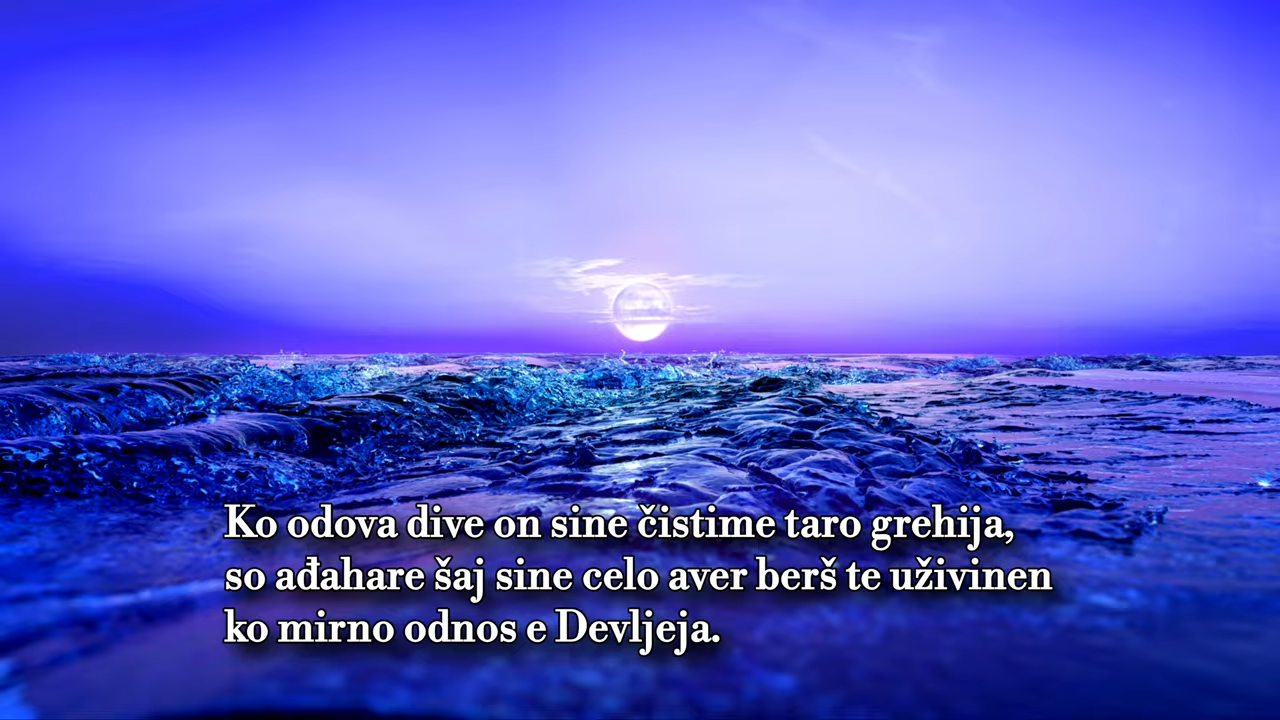 Ko odova dive on sine čistime taro grehija,
so ađahare šaj sine celo aver berš te uživinen
ko mirno odnos e Devljeja.